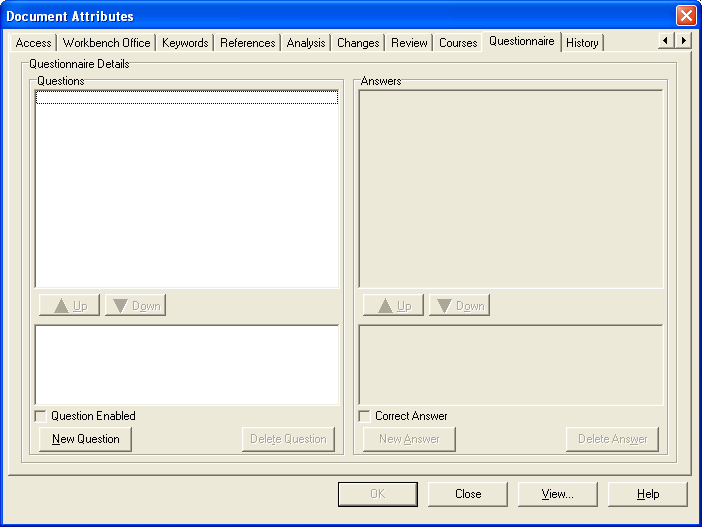 Document Attributes
Access Workbench Office Keywords References Analysis Changes Review Courses Questionnaire History
Questionnaire Details
Questions Answers
Up Down Up Down
Question Enabled Correct Answer
New Question Delete Question New Answer Delete Answer
OK Close View... Help